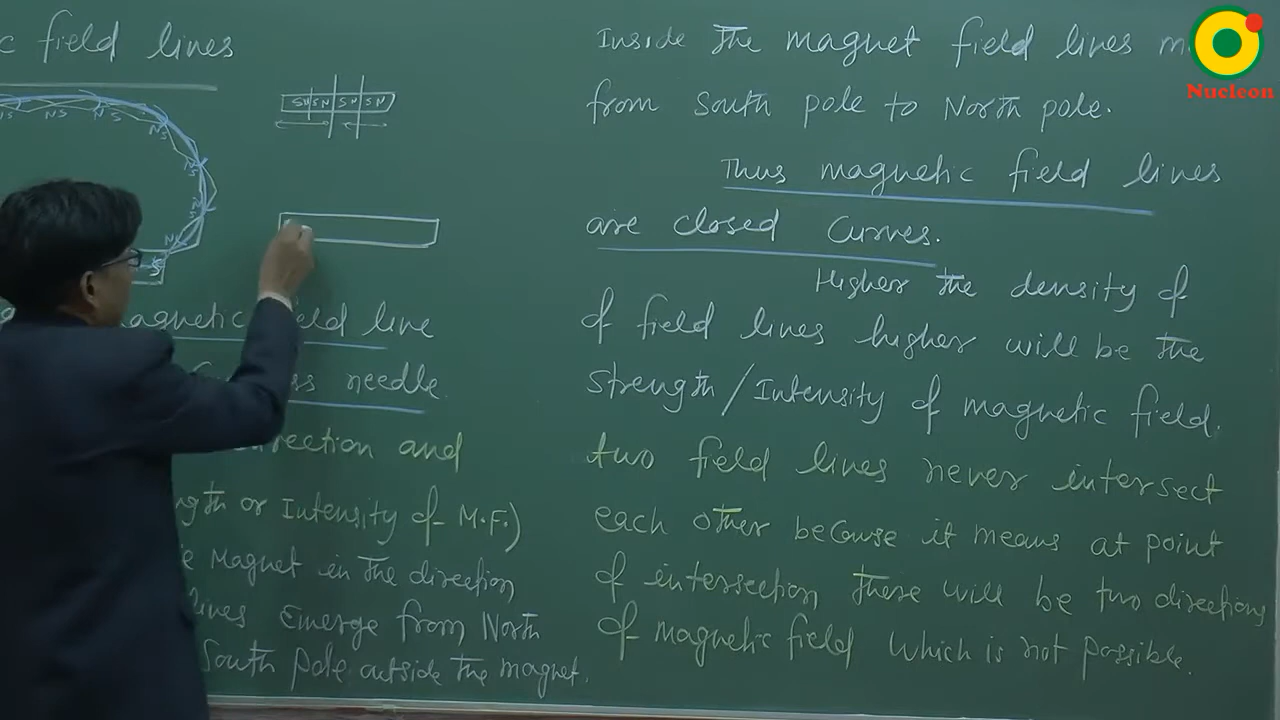 c field lines
S N S N S N S N
N S
N S
N S
N S
N S
agnetic field line
ss needle
rection and
ngth or Intensity of M.F.)
e Magnet in the direction
lines Emerge from North
South pole outside the magnet.
Inside the magnet field lines m
from South pole to North pole.
Thus magnetic field lines
are closed Curves.
Higher the density of
of field lines higher will be the
Strength/Intensity of magnetic field.
two field lines never intersect
each other because it means at point
of intersection there will be two directions
of magnetic field which is not possible.
Nucleon